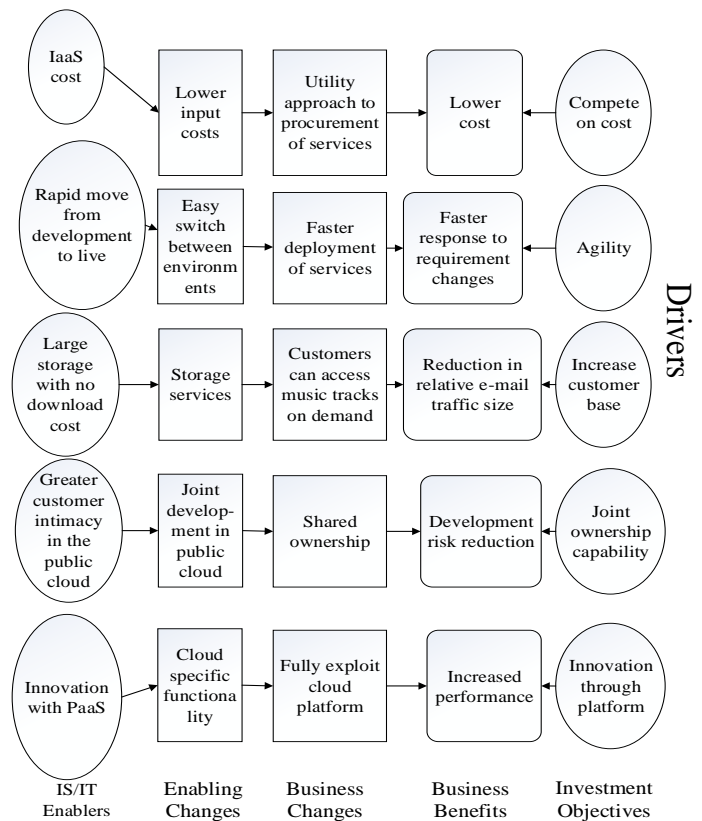 IaaS
cost
Lower
input
costs
Utility
approach to
procurement
of services
Lower
cost
Compete
on cost
Rapid move
from
development
to live
Easy
switch
between
environm
ents
Faster
deployment
of services
Faster
response to
requirement
changes
Agility
Drivers
Large
storage
with no
download
cost
Storage
services
Customers
can access
music tracks
on demand
Reduction in
relative e-mail
traffic size
Increase
customer
base
Greater
customer
intimacy
in the
public
cloud
Joint
develop-
ment in
public
cloud
Shared
ownership
Development
risk reduction
Joint
ownership
capability
Innovation
with PaaS
Cloud
specific
functiona
lity
Fully exploit
cloud
platform
Increased
performance
Innovation
through
platform
IS/IT
Enablers
Enabling
Changes
Business
Changes
Business
Benefits
Investment
Objectives